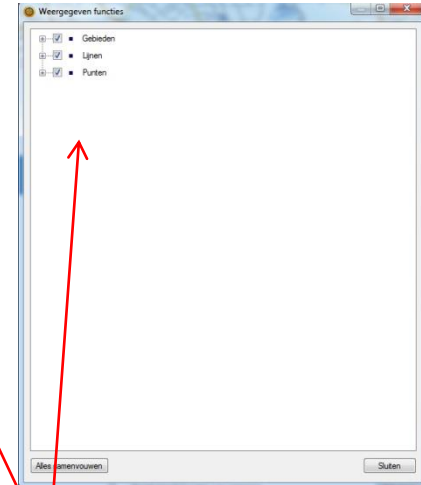 Weergegeven functies
Gebieden
Lijnen
Punten
Alles samenvouwen
Sluiten